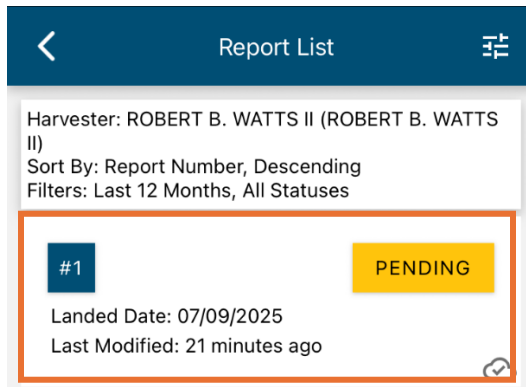 Report List
Harvester: ROBERT B. WATTS II (ROBERT B. WATTS
II)
Sort By: Report Number, Descending
Filters: Last 12 Months, All Statuses
#1 PENDING
Landed Date: 07/09/2025
Last Modified: 21 minutes ago